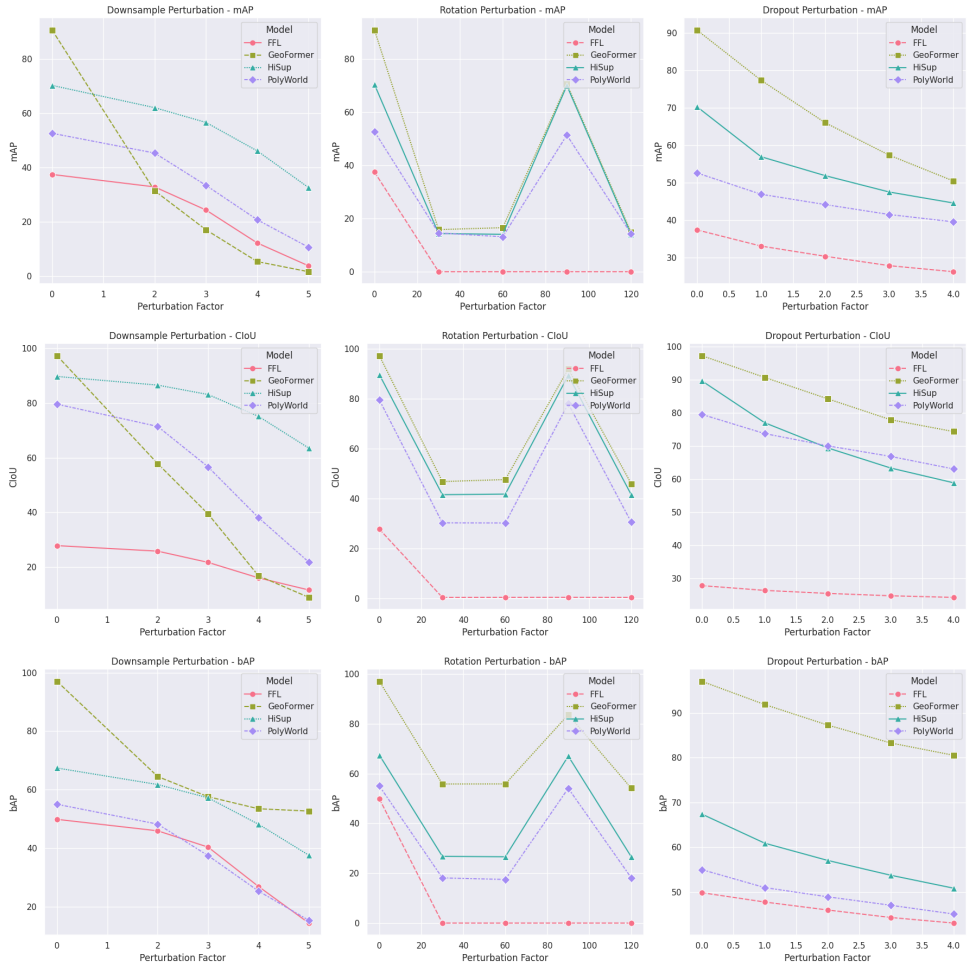 Downsample Perturbation - mAP
Model
FFL
GeoFormer
HiSup
PolyWorld
mAP
80
60
40
20
0
0 1 2 3 4 5
Perturbation Factor
Rotation Perturbation - mAP
Model
FFL
GeoFormer
HiSup
PolyWorld
mAP
80
60
40
20
0
0 20 40 60 80 100 120
Perturbation Factor
Dropout Perturbation - mAP
Model
FFL
GeoFormer
HiSup
PolyWorld
mAP
90
80
70
60
50
40
30
0.0 0.5 1.0 1.5 2.0 2.5 3.0 3.5 4.0
Perturbation Factor
Downsample Perturbation - CIoU
Model
FFL
GeoFormer
HiSup
PolyWorld
CIoU
100
80
60
40
20
0 1 2 3 4 5
Perturbation Factor
Rotation Perturbation - CIoU
Model
FFL
GeoFormer
HiSup
PolyWorld
CIoU
100
80
60
40
20
0
0 20 40 60 80 100 120
Perturbation Factor
Dropout Perturbation - CIoU
Model
FFL
GeoFormer
HiSup
PolyWorld
CIoU
100
90
80
70
60
50
40
30
0.0 0.5 1.0 1.5 2.0 2.5 3.0 3.5 4.0
Perturbation Factor
Downsample Perturbation - bAP
Model
FFL
GeoFormer
HiSup
PolyWorld
bAP
100
80
60
40
20
0 1 2 3 4 5
Perturbation Factor
Rotation Perturbation - bAP
Model
FFL
GeoFormer
HiSup
PolyWorld
bAP
100
80
60
40
20
0
0 20 40 60 80 100 120
Perturbation Factor
Dropout Perturbation - bAP
Model
FFL
GeoFormer
HiSup
PolyWorld
bAP
90
80
70
60
50
0.0 0.5 1.0 1.5 2.0 2.5 3.0 3.5 4.0
Perturbation Factor